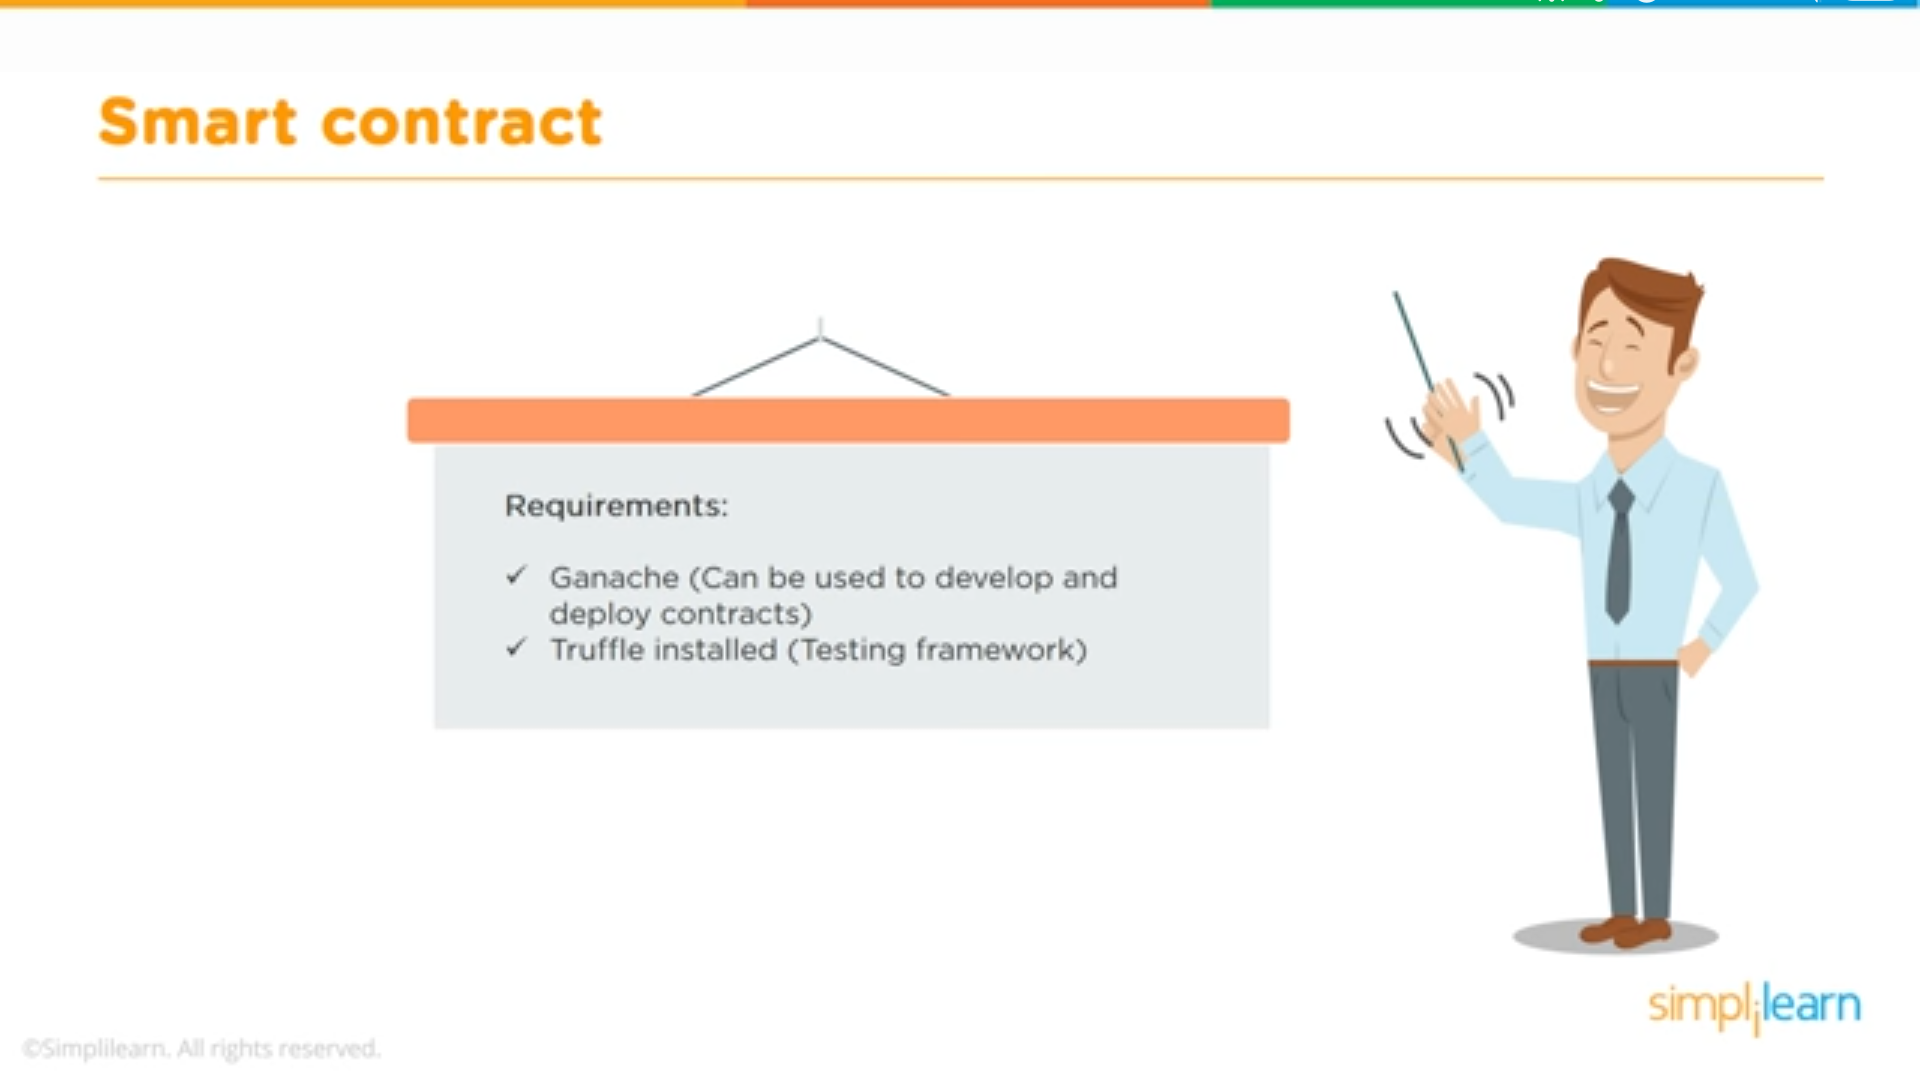 Smart contract
Requirements:
✓ Ganache (Can be used to develop and
deploy contracts)
✓ Truffle installed (Testing framework)
simplilearn
©Simplilearn. All rights reserved.